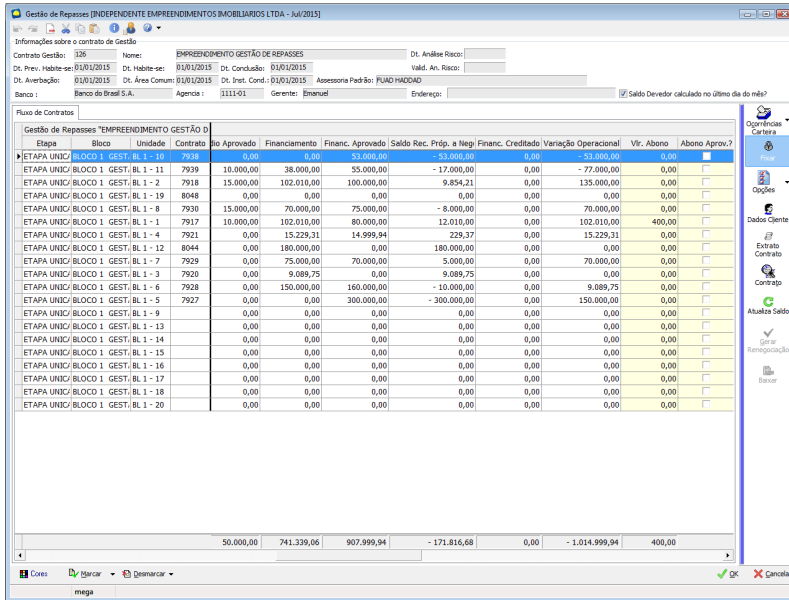 Gestão de Repasses [INDEPENDENTE EMPREENDIMENTOS IMOBILIARIOS LTDA - Jul/2015]
Informações sobre o contrato de Gestão
Contrato Gestão: 126 Nome: EMPREENDIMENTO GESTÃO DE REPASSES Dt. Análise Risco:
Dt. Prev. Habite-se: 01/01/2015 Dt. Habite-se: 01/01/2015 Dt. Conclusão: 01/01/2015 Valid. An. Risco:
Dt. Averbação: 01/01/2015 Dt. Área Comum: 01/01/2015 Dt. Inst. Cond.: 01/01/2015 Assessoria Padrão: FUAD HADDAD
Banco : Banco do Brasil S.A. Agencia : 1111-01 Gerente: Emanuel Endereço: Saldo Devedor calculado no último dia do mês?
Fluxo de Contratos
Gestão de Repasses "EMPREENDIMENTO GESTÃO D
Etapa Bloco Unidade Contrato dio Aprovado Financiamento Financ. Aprovado Saldo Rec. Próp. a Neg Financ. Creditado Variação Operacional Vlr. Abono Abono Aprov.?
ETAPA UNICA BLOCO 1 GEST. BL 1 - 10 7938 0,00 0,00 53.000,00 - 53.000,00 0,00 - 53.000,00 0,00
ETAPA UNICA BLOCO 1 GEST. BL 1 - 11 7939 10.000,00 38.000,00 55.000,00 - 17.000,00 0,00 - 77.000,00 0,00
ETAPA UNICA BLOCO 1 GEST. BL 1 - 2 7918 15.000,00 102.010,00 100.000,00 9.854,21 0,00 135.000,00 0,00
ETAPA UNICA BLOCO 1 GEST. BL 1 - 19 8048 0,00 0,00 0,00 0,00 0,00 0,00 0,00
ETAPA UNICA BLOCO 1 GEST. BL 1 - 8 7930 15.000,00 70.000,00 75.000,00 - 8.000,00 0,00 70.000,00 0,00
ETAPA UNICA BLOCO 1 GEST. BL 1 - 1 7917 10.000,00 102.010,00 80.000,00 12.010,00 0,00 102.010,00 400,00
ETAPA UNICA BLOCO 1 GEST. BL 1 - 4 7921 0,00 15.229,31 14.999,94 229,37 0,00 15.229,31 0,00
ETAPA UNICA BLOCO 1 GEST. BL 1 - 12 8044 0,00 180.000,00 0,00 180.000,00 0,00 0,00 0,00
ETAPA UNICA BLOCO 1 GEST. BL 1 - 7 7929 0,00 75.000,00 70.000,00 5.000,00 0,00 70.000,00 0,00
ETAPA UNICA BLOCO 1 GEST. BL 1 - 3 7920 0,00 9.089,75 0,00 9.089,75 0,00 0,00 0,00
ETAPA UNICA BLOCO 1 GEST. BL 1 - 6 7928 0,00 150.000,00 160.000,00 - 10.000,00 0,00 9.089,75 0,00
ETAPA UNICA BLOCO 1 GEST. BL 1 - 5 7927 0,00 0,00 300.000,00 - 300.000,00 0,00 150.000,00 0,00
ETAPA UNICA BLOCO 1 GEST. BL 1 - 9 0,00 0,00 0,00 0,00 0,00 0,00 0,00
ETAPA UNICA BLOCO 1 GEST. BL 1 - 13 0,00 0,00 0,00 0,00 0,00 0,00 0,00
ETAPA UNICA BLOCO 1 GEST. BL 1 - 14 0,00 0,00 0,00 0,00 0,00 0,00 0,00
ETAPA UNICA BLOCO 1 GEST. BL 1 - 15 0,00 0,00 0,00 0,00 0,00 0,00 0,00
ETAPA UNICA BLOCO 1 GEST. BL 1 - 16 0,00 0,00 0,00 0,00 0,00 0,00 0,00
ETAPA UNICA BLOCO 1 GEST. BL 1 - 17 0,00 0,00 0,00 0,00 0,00 0,00 0,00
ETAPA UNICA BLOCO 1 GEST. BL 1 - 18 0,00 0,00 0,00 0,00 0,00 0,00 0,00
ETAPA UNICA BLOCO 1 GEST. BL 1 - 20 0,00 0,00 0,00 0,00 0,00 0,00 0,00
50.000,00 741.339,06 907.999,94 - 171.816,68 0,00 - 1.014.999,94 400,00
Ocorrências
Carteira
Fixar
Opções
Dados Cliente
Extrato
Contrato
Contrato
Atualiza Saldo
Gerar
Renegociação
Baixar
Cores Marcar Desmarcar OK Cancela
mega